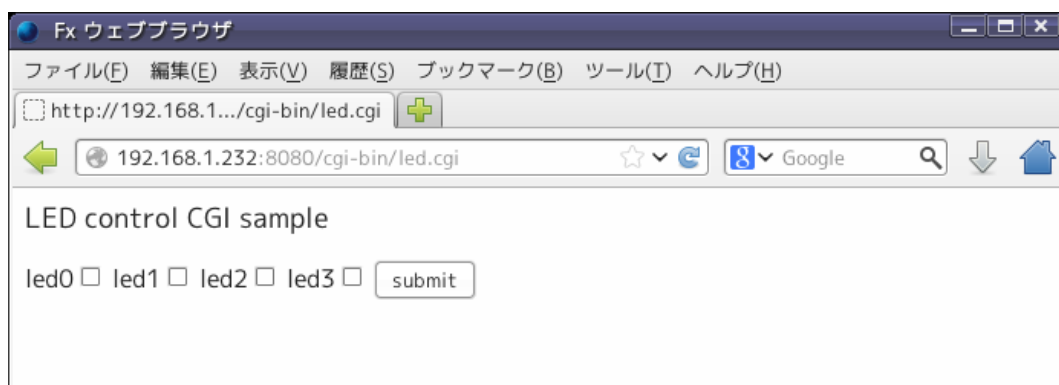 Fx ウェブブラウザ
ファイル(F) 編集(E) 表示(V) 履歴(S) ブックマーク(B) ツール(T) ヘルプ(H)
http://192.168.1.../cgi-bin/led.cgi
192.168.1.232:8080/cgi-bin/led.cgi 8 Google
LED control CGI sample
led0 led1 led2 led3 submit